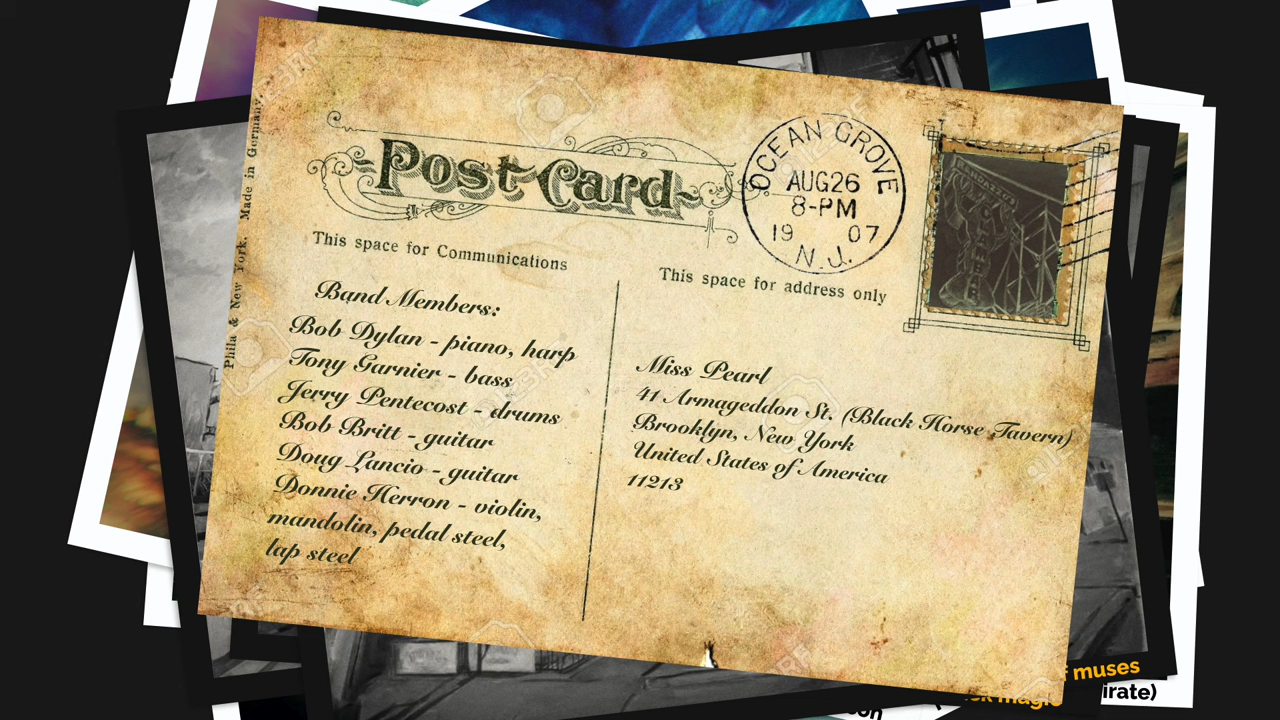 Post Card
OCEAN GROVE
AUG 26
8-PM
19 07
N.J.
Phila & New York. Made in Germany
This space for Communications
This space for address only
Band Members:
Bob Dylan - piano, harp
Tony Garnier - bass
Jerry Pentecost - drums
Bob Britt - guitar
Doug Lancio - guitar
Donnie Herron - violin,
mandolin, pedal steel,
lap steel
Miss Pearl
41 Armageddon St. (Black Horse Tavern)
Brooklyn, New York
United States of America
11213
f muses
irate)
magic